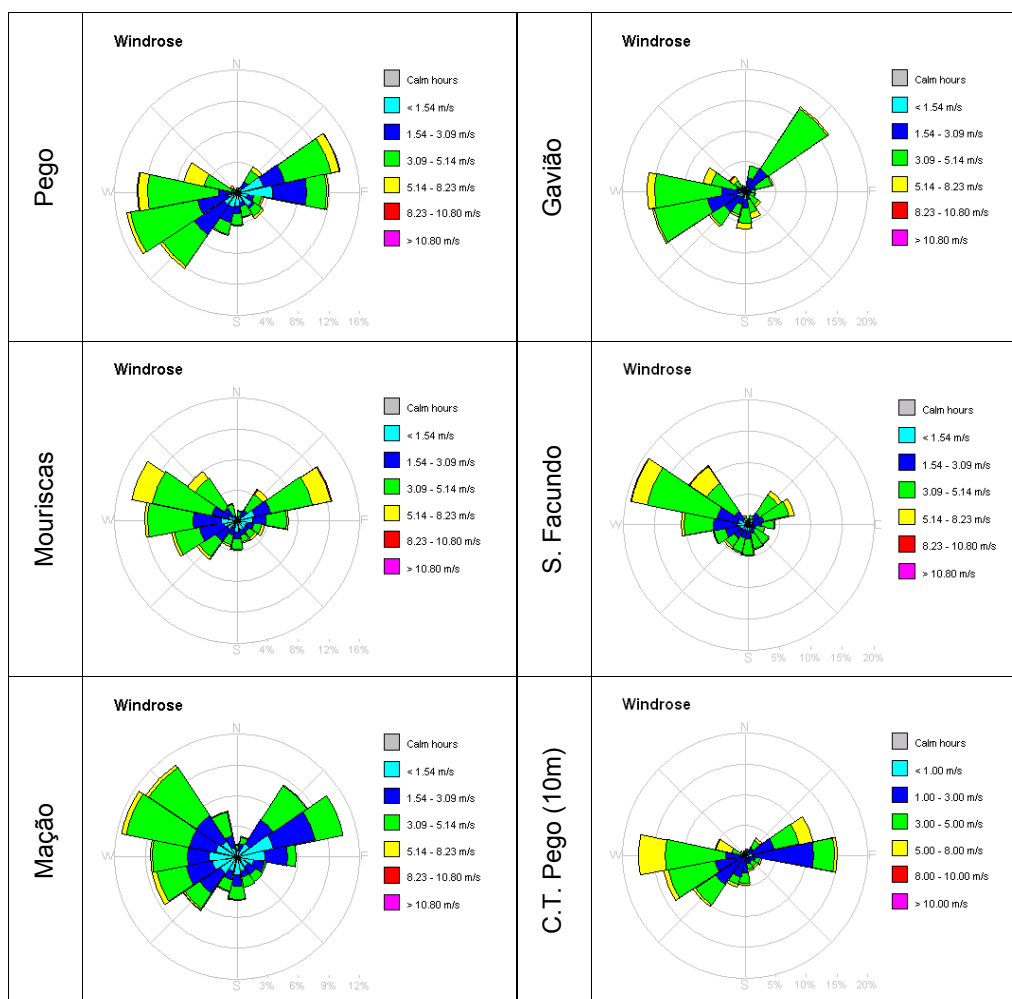 Pego
Windrose
N
W
E
S
4% 8% 12% 16%
Calm hours
< 1.54 m/s
1.54 - 3.09 m/s
3.09 - 5.14 m/s
5.14 - 8.23 m/s
8.23 - 10.80 m/s
> 10.80 m/s
Gavião
Windrose
N
W
E
S
5% 10% 15% 20%
Calm hours
< 1.54 m/s
1.54 - 3.09 m/s
3.09 - 5.14 m/s
5.14 - 8.23 m/s
8.23 - 10.80 m/s
> 10.80 m/s
Mouriscas
Windrose
N
W
E
S
4% 8% 12% 16%
Calm hours
< 1.54 m/s
1.54 - 3.09 m/s
3.09 - 5.14 m/s
5.14 - 8.23 m/s
8.23 - 10.80 m/s
> 10.80 m/s
S. Facundo
Windrose
N
W
E
S
5% 10% 15% 20%
Calm hours
< 1.54 m/s
1.54 - 3.09 m/s
3.09 - 5.14 m/s
5.14 - 8.23 m/s
8.23 - 10.80 m/s
> 10.80 m/s
Mação
Windrose
N
W
E
S
3% 6% 9% 12%
Calm hours
< 1.54 m/s
1.54 - 3.09 m/s
3.09 - 5.14 m/s
5.14 - 8.23 m/s
8.23 - 10.80 m/s
> 10.80 m/s
C.T. Pego (10m)
Windrose
N
W
E
S
5% 10% 15% 20%
Calm hours
< 1.00 m/s
1.00 - 3.00 m/s
3.00 - 5.00 m/s
5.00 - 8.00 m/s
8.00 - 10.00 m/s
> 10.00 m/s